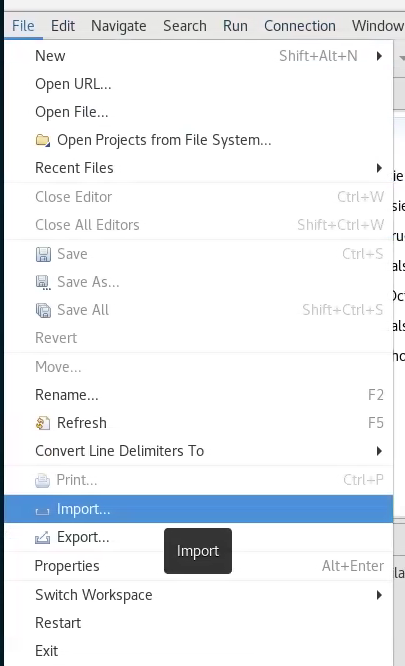 File Edit Navigate Search Run Connection Window
New Shift+Alt+N
Open URL...
Open File...
Open Projects from File System...
Recent Files
Close Editor Ctrl+W
Close All Editors Shift+Ctrl+W
Save Ctrl+S
Save As...
Save All Shift+Ctrl+S
Revert
Move...
Rename... F2
Refresh F5
Convert Line Delimiters To
Print... Ctrl+P
Import...
Export...
Import
Properties Alt+Enter
Switch Workspace
Restart
Exit